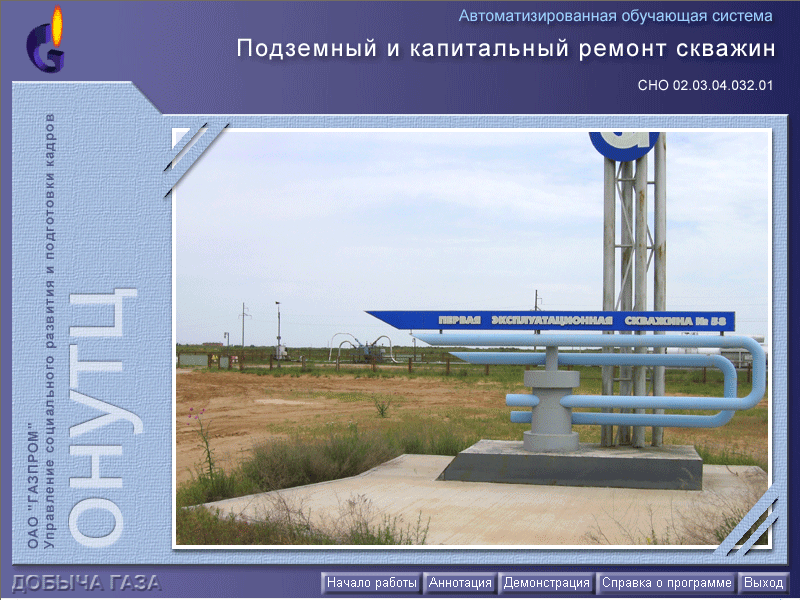 Автоматизированная обучающая система
Подземный и капитальный ремонт скважин
СНО 02.03.04.032.01
ОАО "ГАЗПРОМ"
Управление социального развития и подготовки кадров
ОНУТЦ
ПЕРВАЯ ЭКСПЛУАТАЦИОННАЯ СКВАЖИНА № 58
ДОБЫЧА ГАЗА
Начало работы
Аннотация
Демонстрация
Справка о программе
Выход